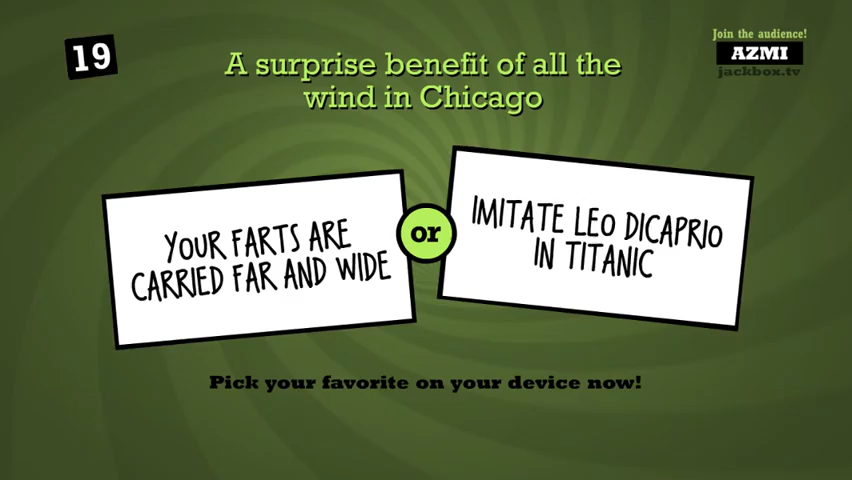 19
Join the audience!
AZMI
jackbox.tv
A surprise benefit of all the
wind in Chicago
YOUR FARTS ARE
CARRIED FAR AND WIDE
or
IMITATE LEO DICAPRIO
IN TITANIC
Pick your favorite on your device now!